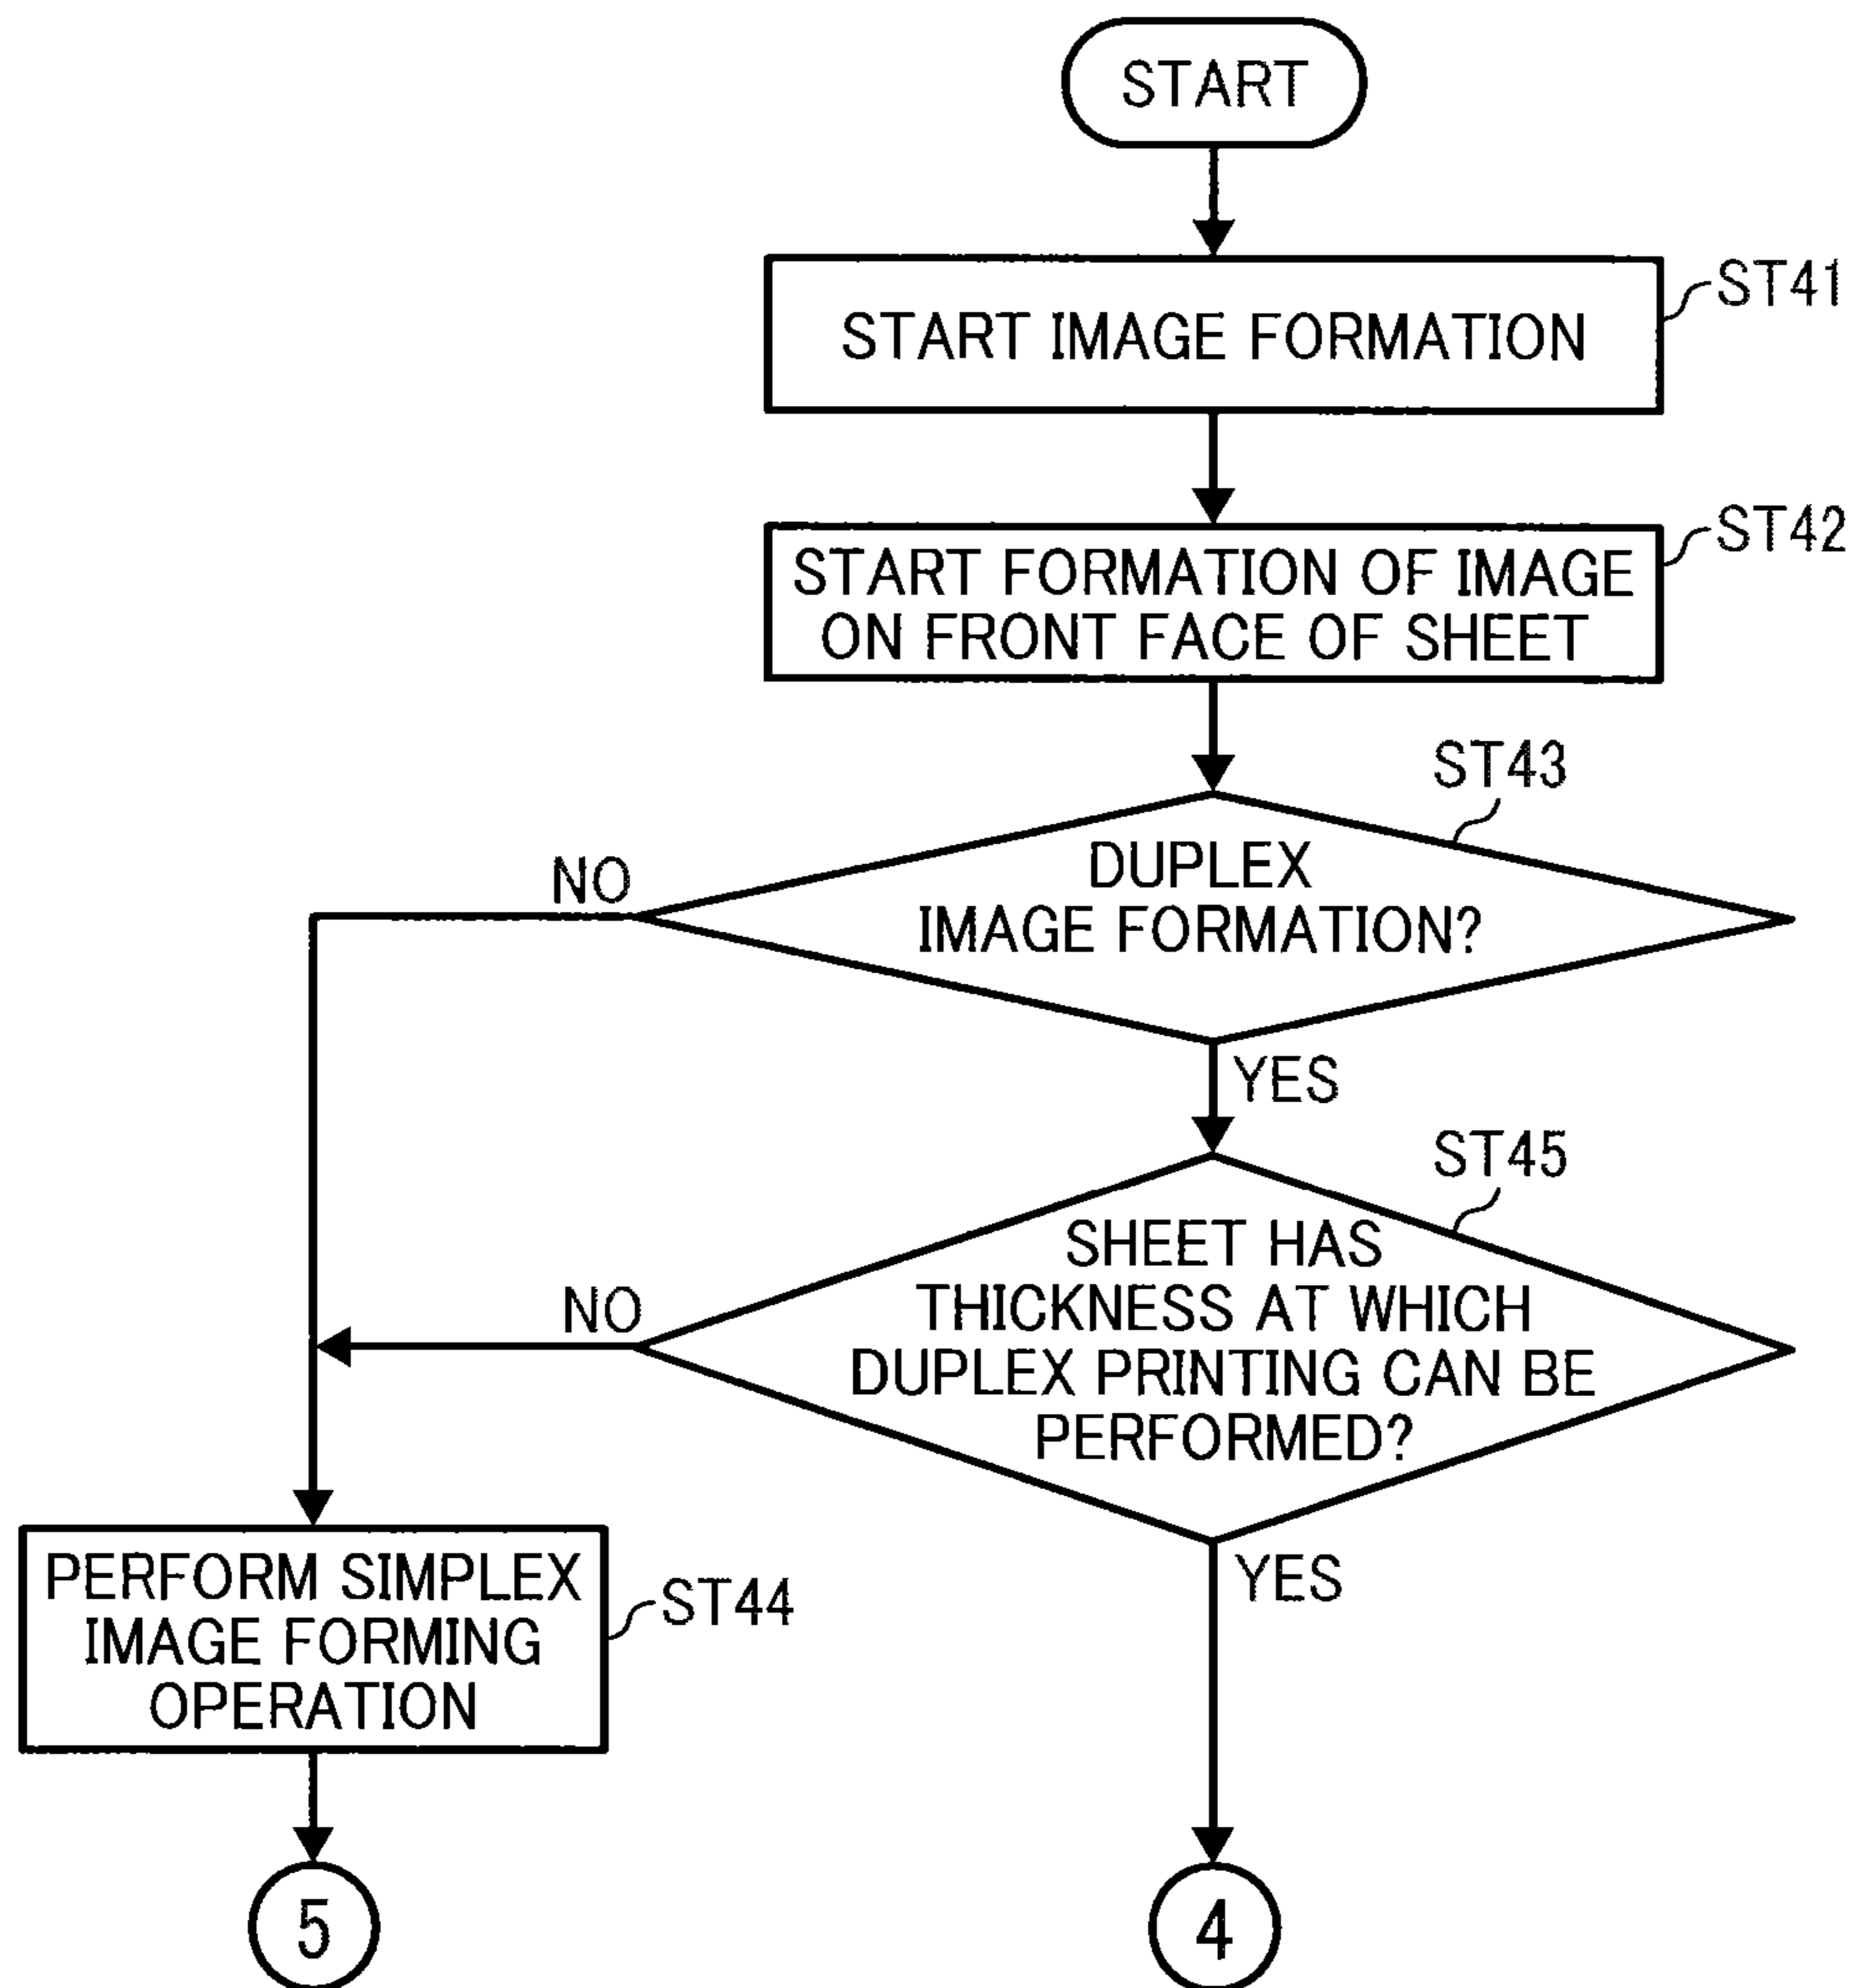 START
START IMAGE FORMATION
ST41
START FORMATION OF IMAGE
ON FRONT FACE OF SHEET
ST42
ST43
DUPLEX
IMAGE FORMATION?
NO
YES
ST45
SHEET HAS
THICKNESS AT WHICH
DUPLEX PRINTING CAN BE
PERFORMED?
NO
YES
PERFORM SIMPLEX
IMAGE FORMING
OPERATION
ST44
5
4